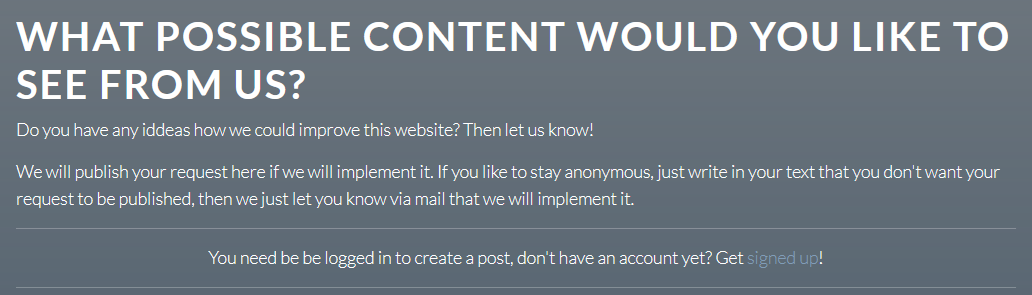 WHAT POSSIBLE CONTENT WOULD YOU LIKE TO
SEE FROM US?
Do you have any iddeas how we could improve this website? Then let us know!
We will publish your request here if we will implement it. If you like to stay anonymous, just write in your text that you don't want your
request to be published, then we just let you know via mail that we will implement it.
You need be be logged in to create a post, don't have an account yet? Get signed up!